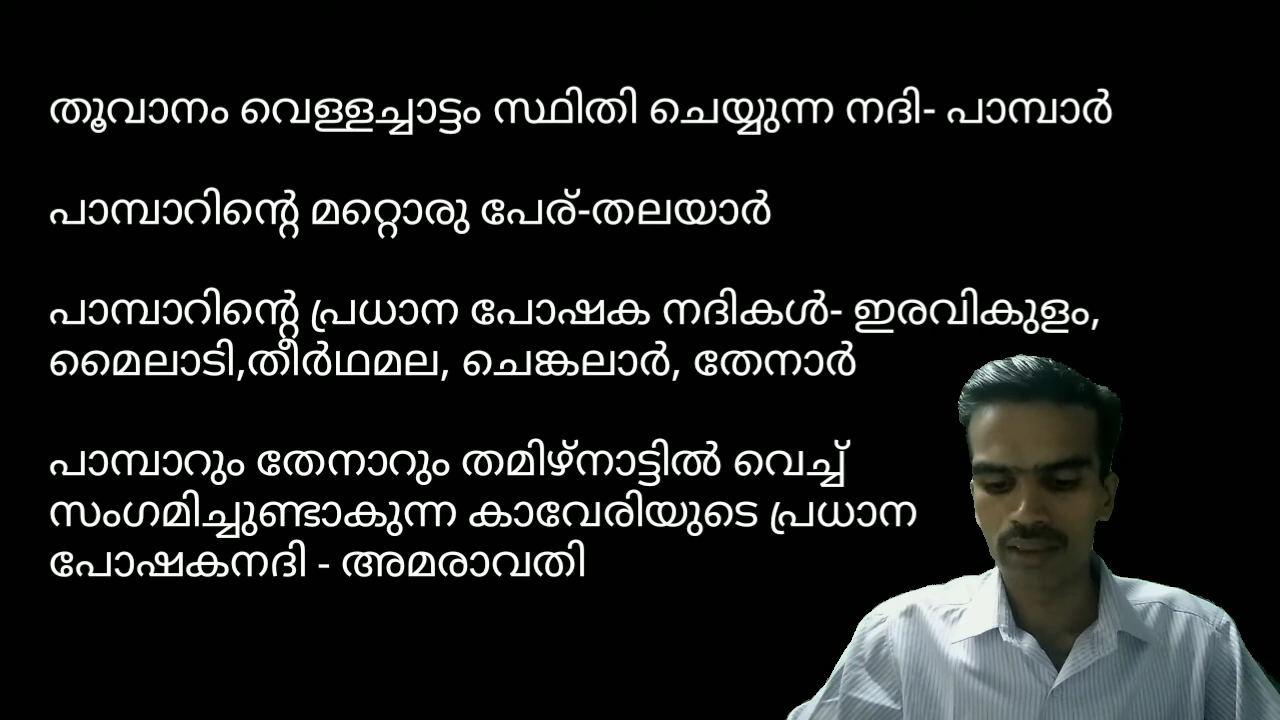 തൂവാനം വെള്ളച്ചാട്ടം സ്ഥിതി ചെയ്യുന്ന നദി- പാമ്പാർ
പാമ്പാറിന്റെ മറ്റൊരു പേര്-തലയാർ
പാമ്പാറിന്റെ പ്രധാന പോഷക നദികൾ- ഇരവികുളം,
മൈലാടി,തീർഥമല, ചെങ്കലാർ, തേനാർ
പാമ്പാറും തേനാറും തമിഴ്നാട്ടിൽ വെച്ച്
സംഗമിച്ചുണ്ടാകുന്ന കാവേരിയുടെ പ്രധാന
പോഷകനദി - അമരാവതി